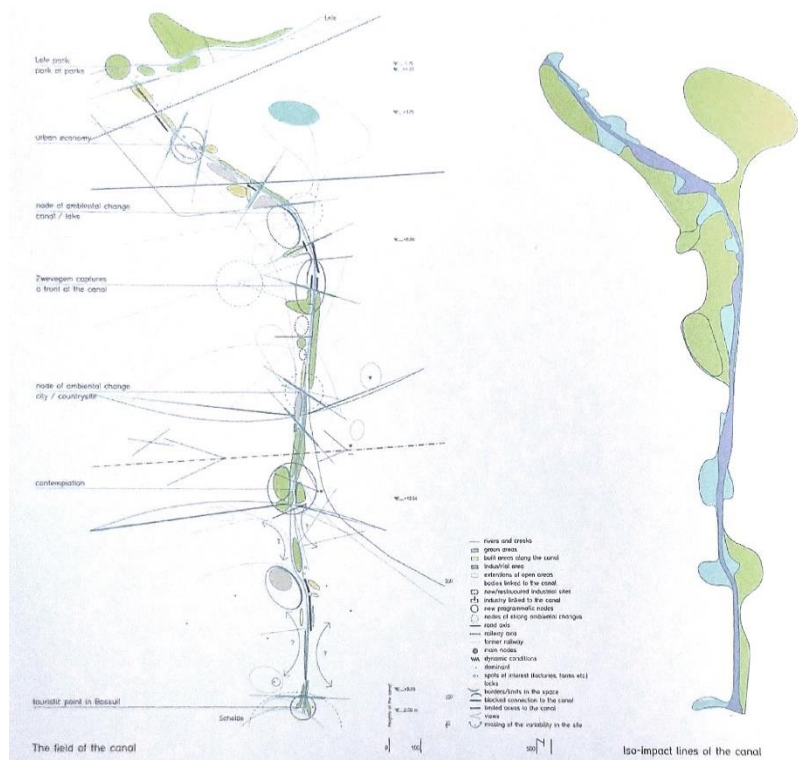 Leie
Leie park
park of parks
urban economy
node of ambiental change
canal / lake
Zwevegem captures
a front at the canal
node of ambiental change
city / countrysite
contemplation
touristic point in Bossuit
Schelde
rivers and creeks
green areas
built areas along the canal
industrial area
extensions of open areas
bodies linked to the canal
new/restructured industrial sites
industry linked to the canal
new programmatic nodes
nodes of strong ambiental changes
road axis
railway axis
former railway
main nodes
dynamic conditions
dominant
spots of interest (factories, farms etc)
locks
borders/limits in the space
blocked connection to the canal
limited access to the canal
views
missing of the variability in the site
0
100
500
N
The field of the canal
Iso-impact lines of the canal